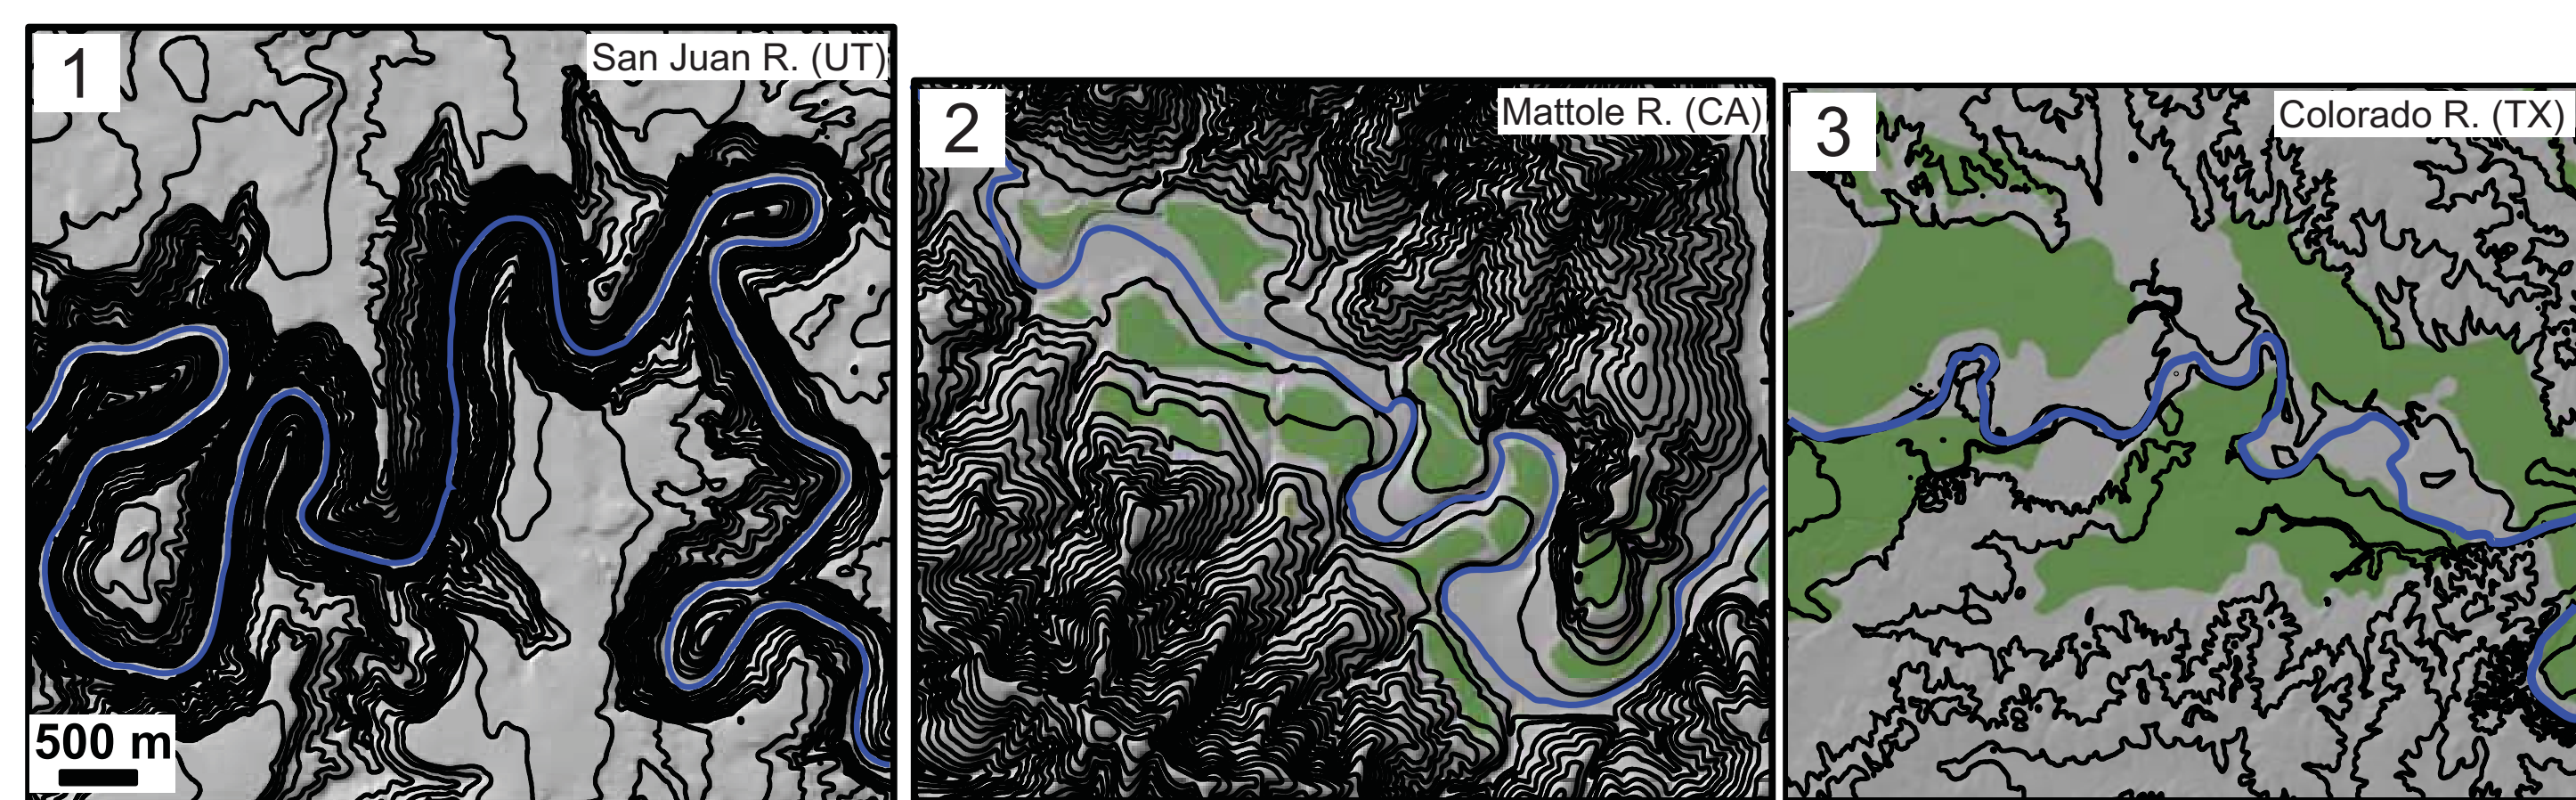 1
San Juan R. (UT)
500 m
2
Mattole R. (CA)
3
Colorado R. (TX)